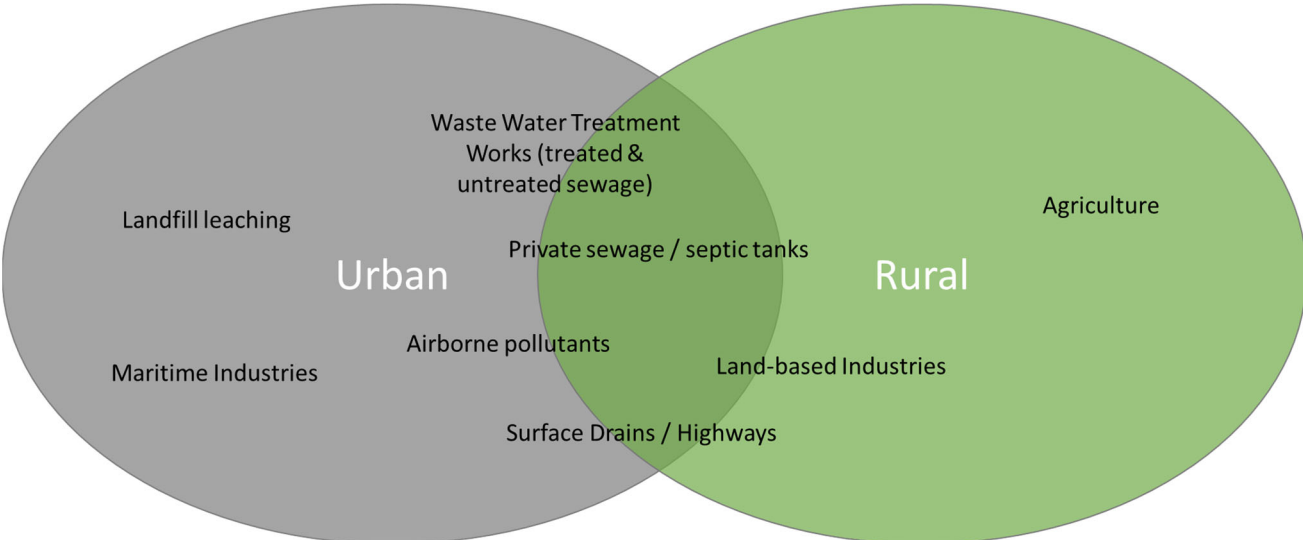 Waste Water Treatment
Works (treated &
untreated sewage)
Landfill leaching
Agriculture
Private sewage / septic tanks
Urban
Rural
Airborne pollutants
Land-based Industries
Maritime Industries
Surface Drains / Highways